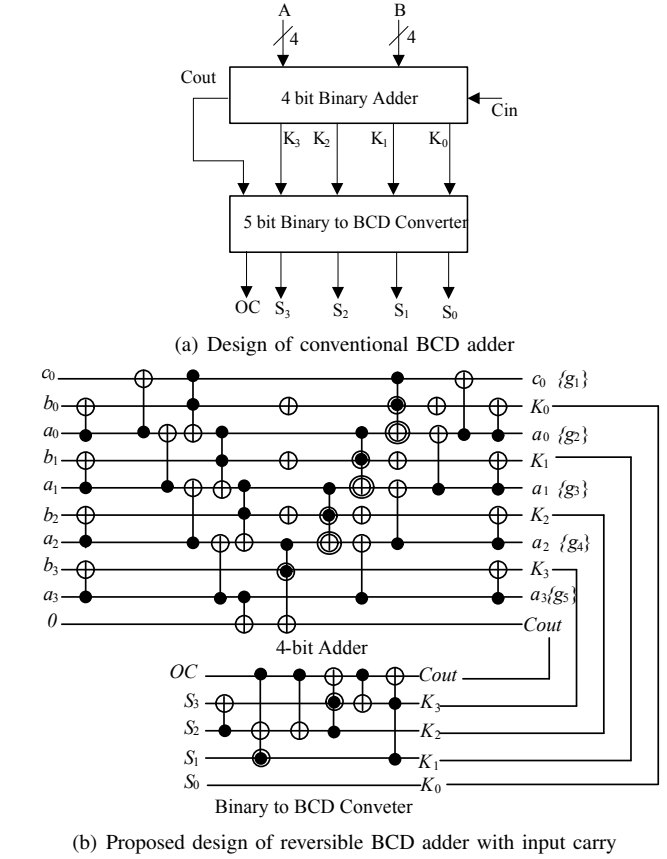 A B
4 4
Cout
4 bit Binary Adder
Cin
K3 K2 K1 K0
5 bit Binary to BCD Converter
OC S3 S2 S1 S0
(a) Design of conventional BCD adder
c0 c0 {g1}
b0 K0
a0 a0 {g2}
b1 K1
a1 a1 {g3}
b2 K2
a2 a2 {g4}
b3 K3
a3 a3{g5}
0 Cout
4-bit Adder
OC Cout
S3 K3
S2 K2
S1 K1
S0 K0
Binary to BCD Conveter
(b) Proposed design of reversible BCD adder with input carry